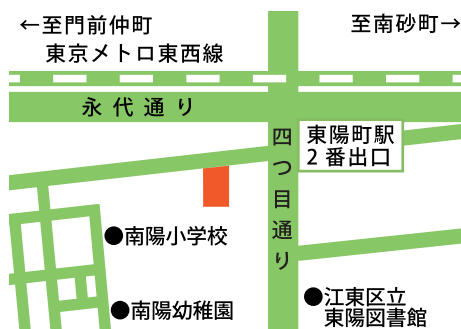 ←至門前仲町
至南砂町→
東京メトロ東西線
永代通り
四つ目通り
東陽町駅
2番出口
●南陽小学校
●南陽幼稚園
●江東区立
東陽図書館